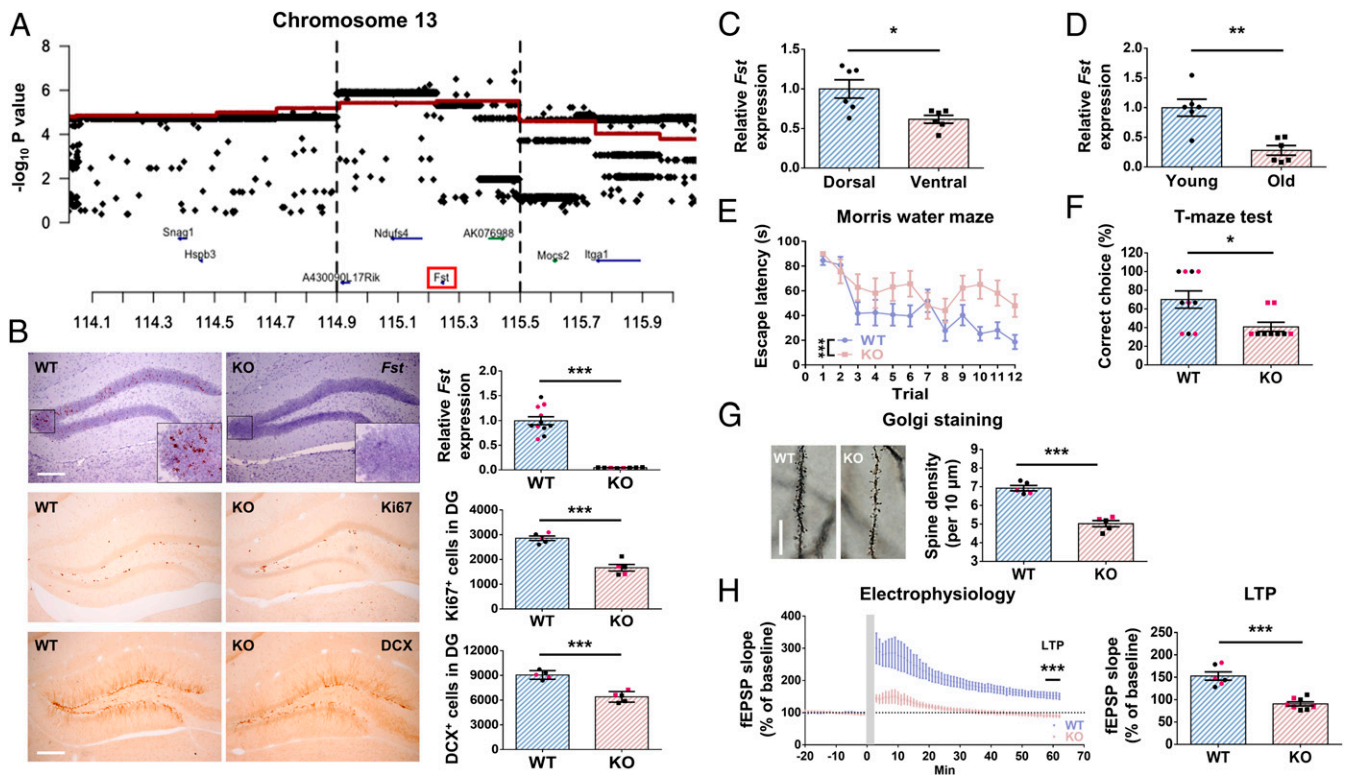 A
Chromosome 13
-log10 P value
8
6
4
2
0
Snag1
Hspb3
A430090L17Rik
Ndufs4
Fst
AK076988
Mocs2
Itga1
114.1 114.3 114.5 114.7 114.9 115.1 115.3 115.5 115.7 115.9
B
WT
KO
Fst
Relative Fst
expression
2.0
1.5
1.0
0.5
0.0
***
WT KO
WT
KO
Ki67
Ki67+ cells in DG
4000
3000
2000
1000
0
***
WT KO
WT
KO
DCX
DCX+ cells in DG
12000
9000
6000
3000
0
***
WT KO
C
Relative Fst
expression
1.5
1.0
0.5
0.0
*
Dorsal Ventral
D
Relative Fst
expression
2.0
1.5
1.0
0.5
0.0
**
Young Old
E
Morris water maze
Escape latency (s)
100
80
60
40
20
0
***
WT
KO
0 1 2 3 4 5 6 7 8 9 10 11 12
Trial
F
T-maze test
Correct choice (%)
120
100
80
60
40
20
0
*
WT KO
G
Golgi staining
WT
KO
Spine density
(per 10 µm)
9
8
7
6
5
4
3
2
1
0
***
WT KO
H
Electrophysiology
fEPSP slope
(% of baseline)
400
300
200
100
0
LTP
***
WT
KO
-20 -10 0 10 20 30 40 50 60 70
Min
LTP
fEPSP slope
(% of baseline)
250
200
150
100
50
0
***
WT KO